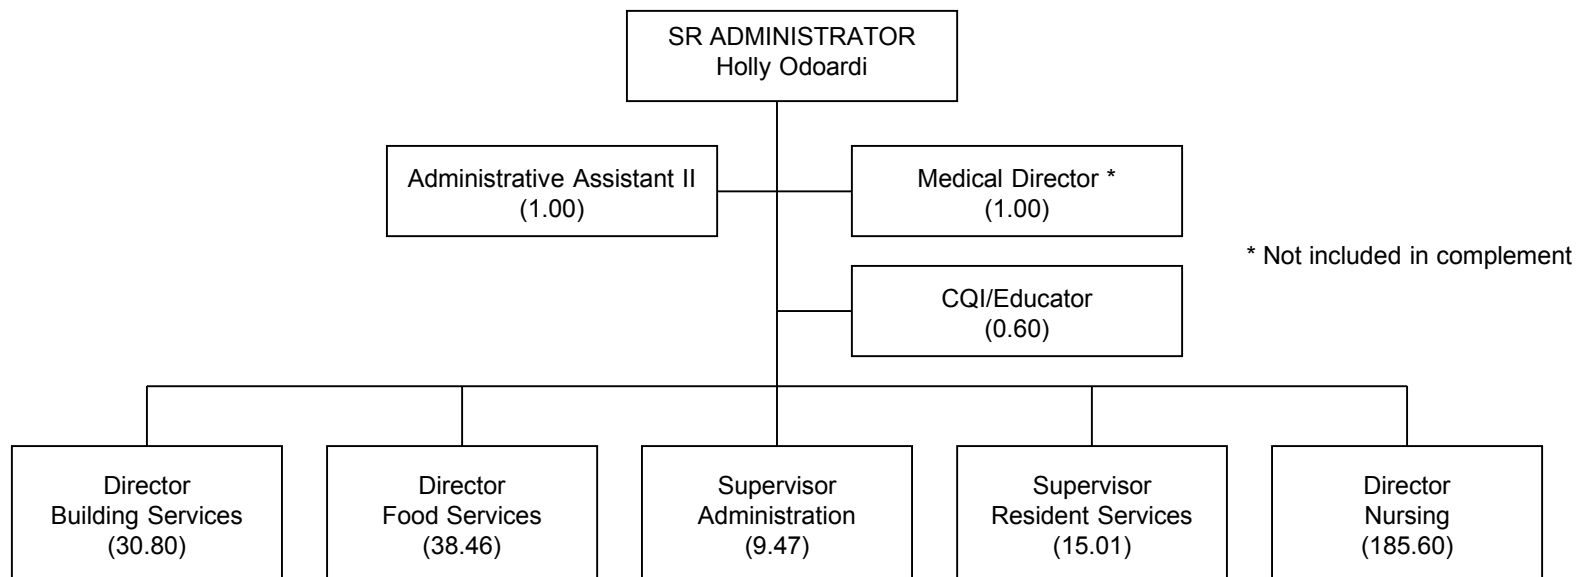 SR ADMINISTRATOR
Holly Odoardi
Administrative Assistant II
(1.00)
Medical Director *
(1.00)
* Not included in complement
CQI/Educator
(0.60)
Director
Building Services
(30.80)
Director
Food Services
(38.46)
Supervisor
Administration
(9.47)
Supervisor
Resident Services
(15.01)
Director
Nursing
(185.60)